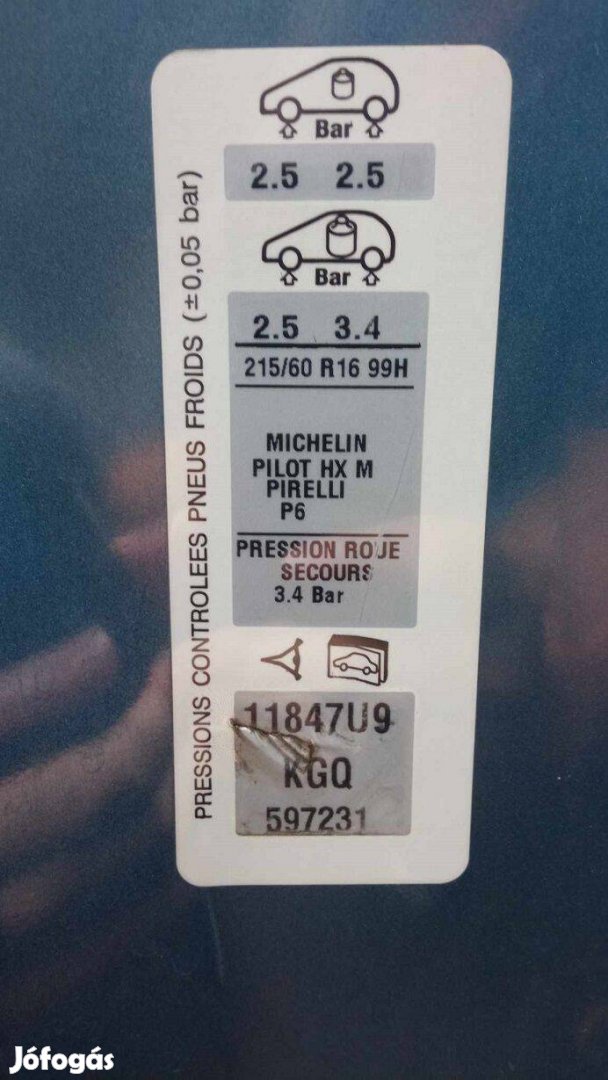 Bar
2.5 2.5
Bar
2.5 3.4
215/60 R16 99H
MICHELIN
PILOT HX M
PIRELLI
P6
PRESSION ROUE
SECOURS
3.4 Bar
11847U9
KGQ
597231
PRESSIONS CONTROLEES PNEUS FROIDS (±0,05 bar)
Jófogás